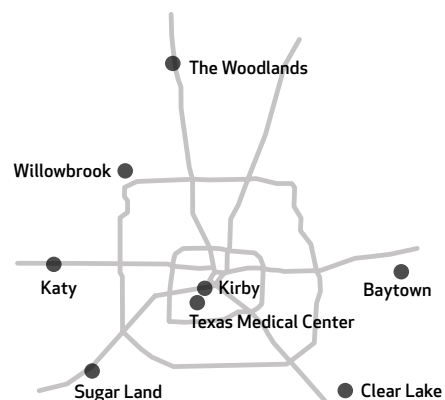 The Woodlands
Willowbrook
Katy
Kirby
Baytown
Texas Medical Center
Sugar Land
Clear Lake